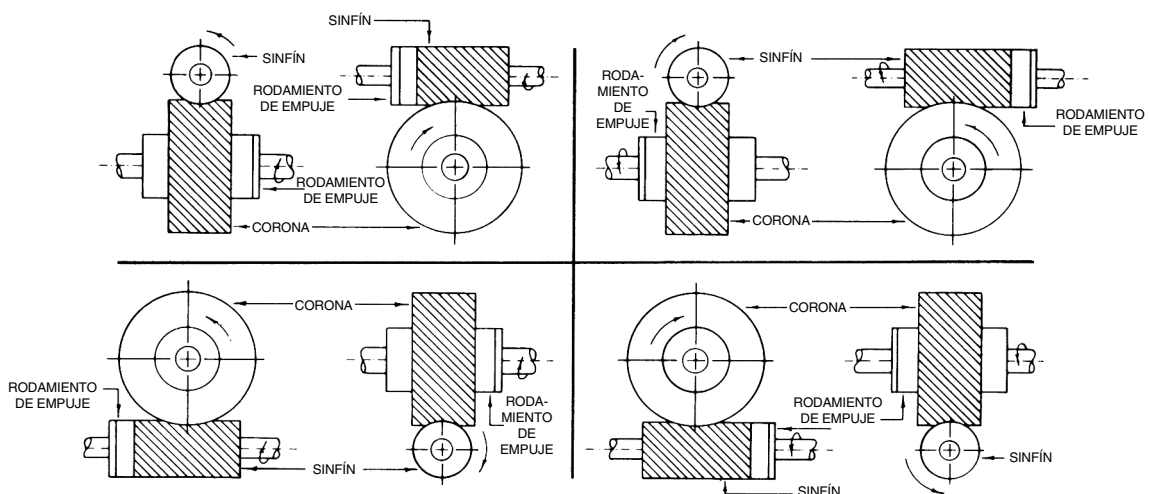 SINFÍN
SINFÍN
RODAMIENTO
DE EMPUJE
RODAMIENTO
DE EMPUJE
CORONA
SINFÍN
RODA-
MIENTO
DE
EMPUJE
RODAMIENTO
DE EMPUJE
CORONA
CORONA
RODAMIENTO
DE EMPUJE
RODA-
MIENTO
DE
EMPUJE
SINFÍN
CORONA
RODAMIENTO
DE EMPUJE
SINFÍN
SINFÍN